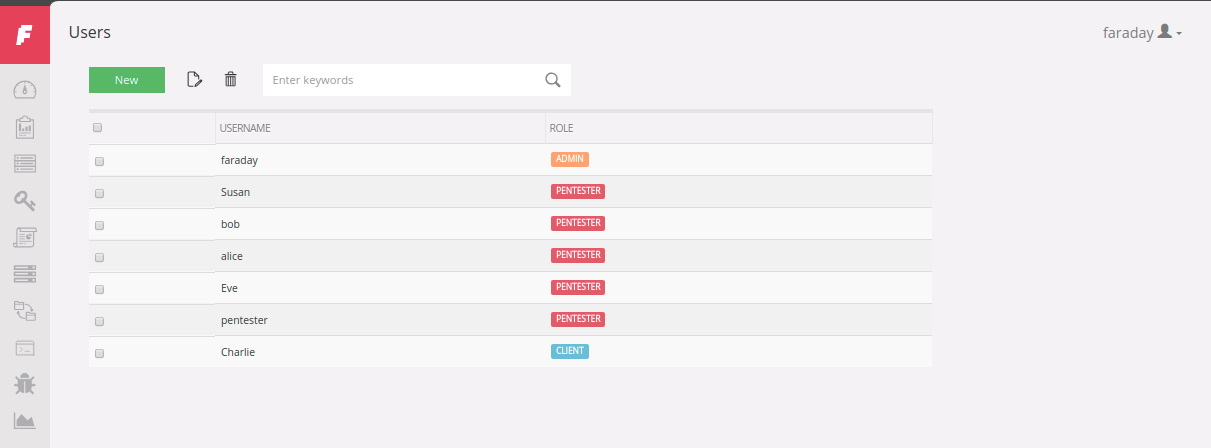 F
Users
faraday
New
Enter keywords
USERNAME ROLE
faraday ADMIN
Susan PENTESTER
bob PENTESTER
alice PENTESTER
Eve PENTESTER
pentester PENTESTER
Charlie CLIENT